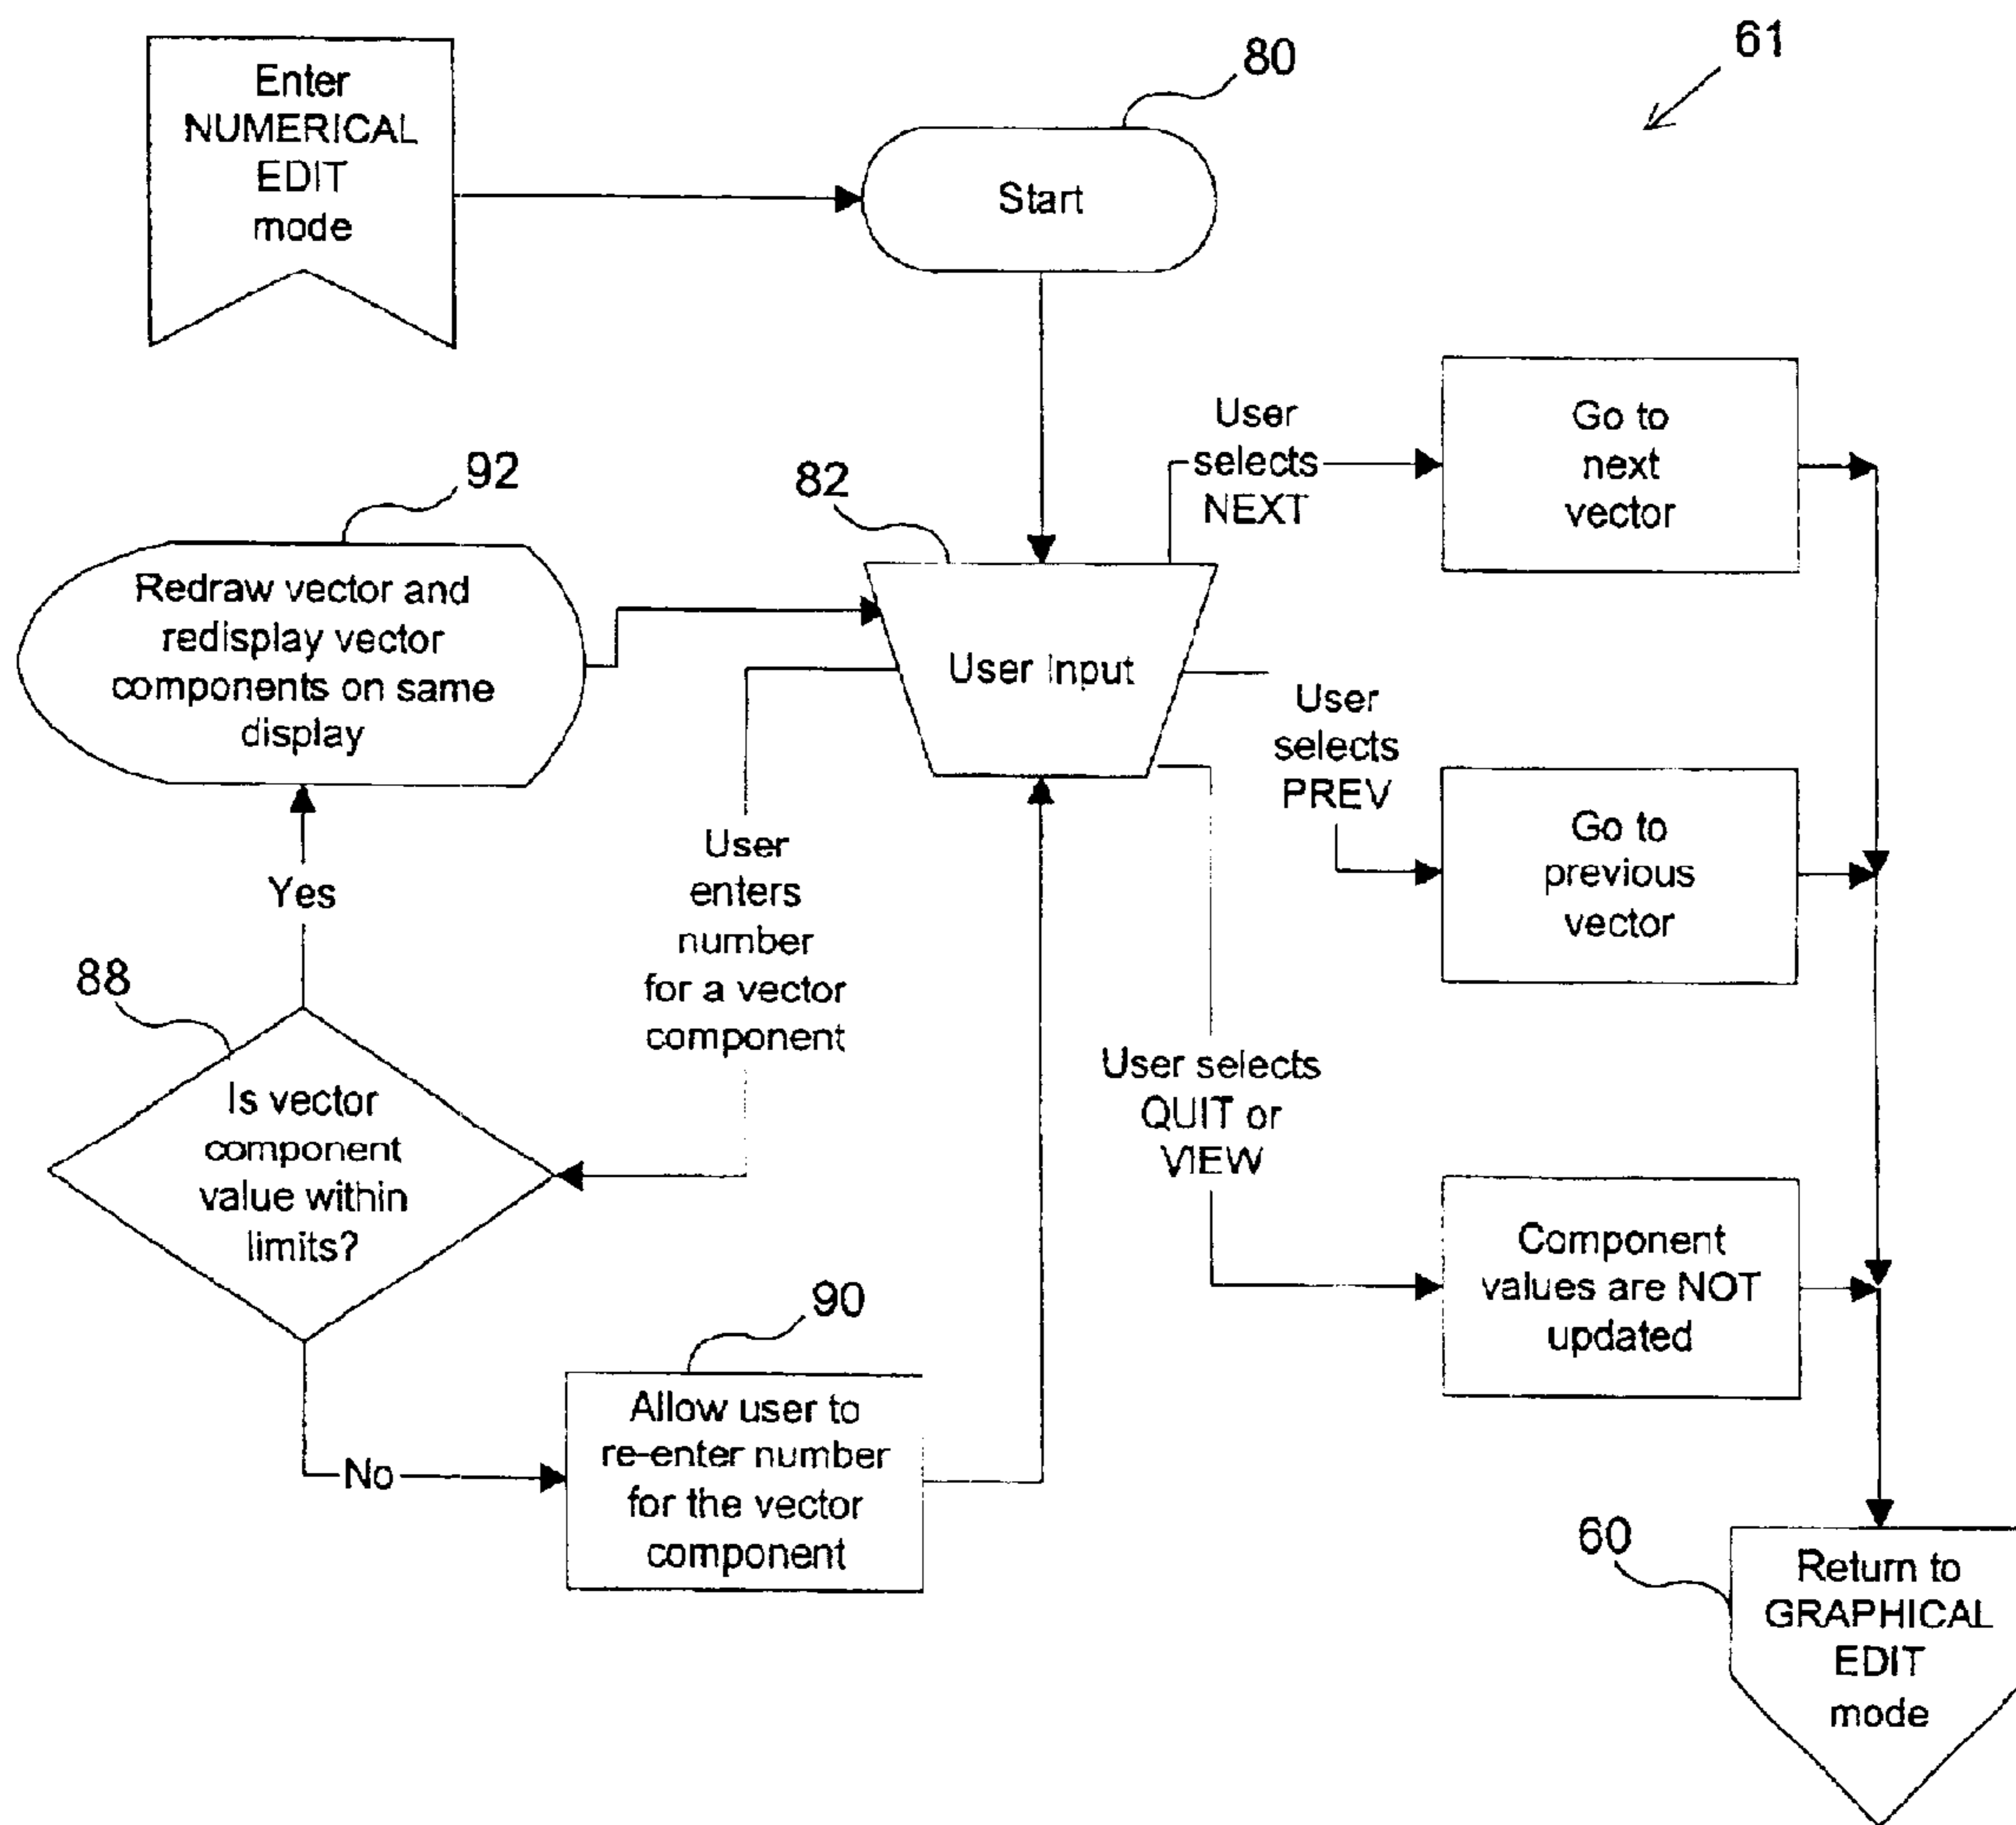 61
80
Enter
NUMERICAL
EDIT
mode
Start
User
selects
NEXT
Go to
next
vector
92
82
Redraw vector and
redisplay vector
components on same
display
User Input
User
selects
PREV
Go to
previous
vector
User
enters
number
for a vector
component
Yes
88
Is vector
component
value within
limits?
User selects
QUIT or
VIEW
Component
values are NOT
updated
90
No
Allow user to
re-enter number
for the vector
component
60
Return to
GRAPHICAL
EDIT
mode